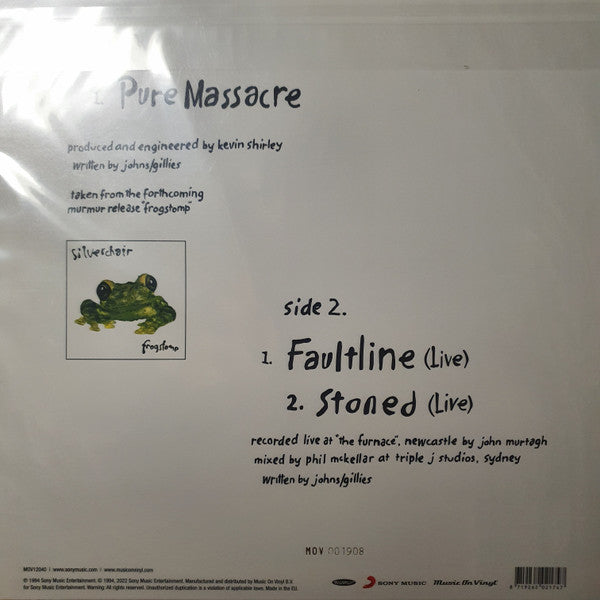 1. Pure Massacre
produced and engineered by kevin shirley
written by johns/gillies
taken from the forthcoming
murmur release "frogstomp"
silverchair
frogstomp
side 2.
1. Faultline (Live)
2. Stoned (Live)
recorded live at "the furnace", newcastle by john murtagh
mixed by phil mckellar at triple j studios, sydney
written by johns/gillies
MOV 001908
MOV12040 | www.sonymusic.com | www.musiconvinyl.com
© 1994 Sony Music Entertainment. © 1994, 2022 Sony Music Entertainment. Manufactured and distributed by Music On Vinyl B.V.
for Sony Music Entertainment. Warning: All rights reserved. Unauthorized duplication is a violation of applicable laws. Made in the EU.
SONY MUSIC
Music On Vinyl